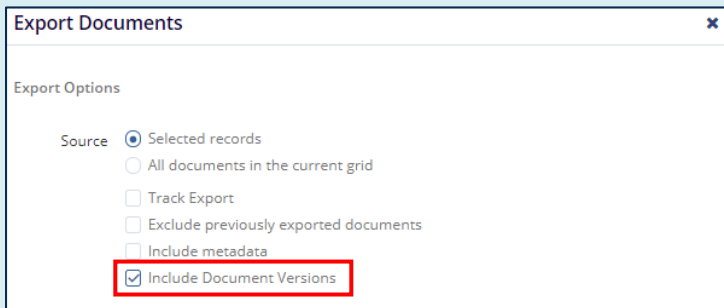 Export Documents
Export Options
Source Selected records
All documents in the current grid
Track Export
Exclude previously exported documents
Include metadata
Include Document Versions